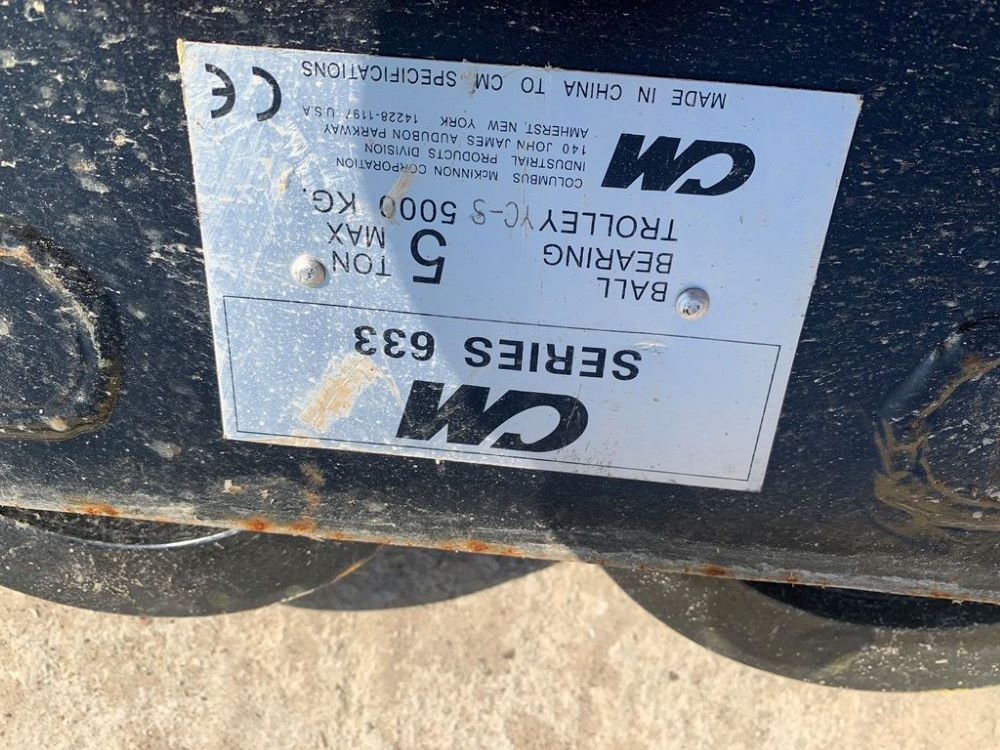 CM
SERIES 633
BALL
BEARING
TROLLEY YC-S
5 TON
MAX
5000 KG.
CM
COLUMBUS McKINNON CORPORATION
INDUSTRIAL PRODUCTS DIVISION
140 JOHN JAMES AUDUBON PARKWAY
AMHERST, NEW YORK 14228-1197 U.S.A
CE
MADE IN CHINA TO CM SPECIFICATIONS